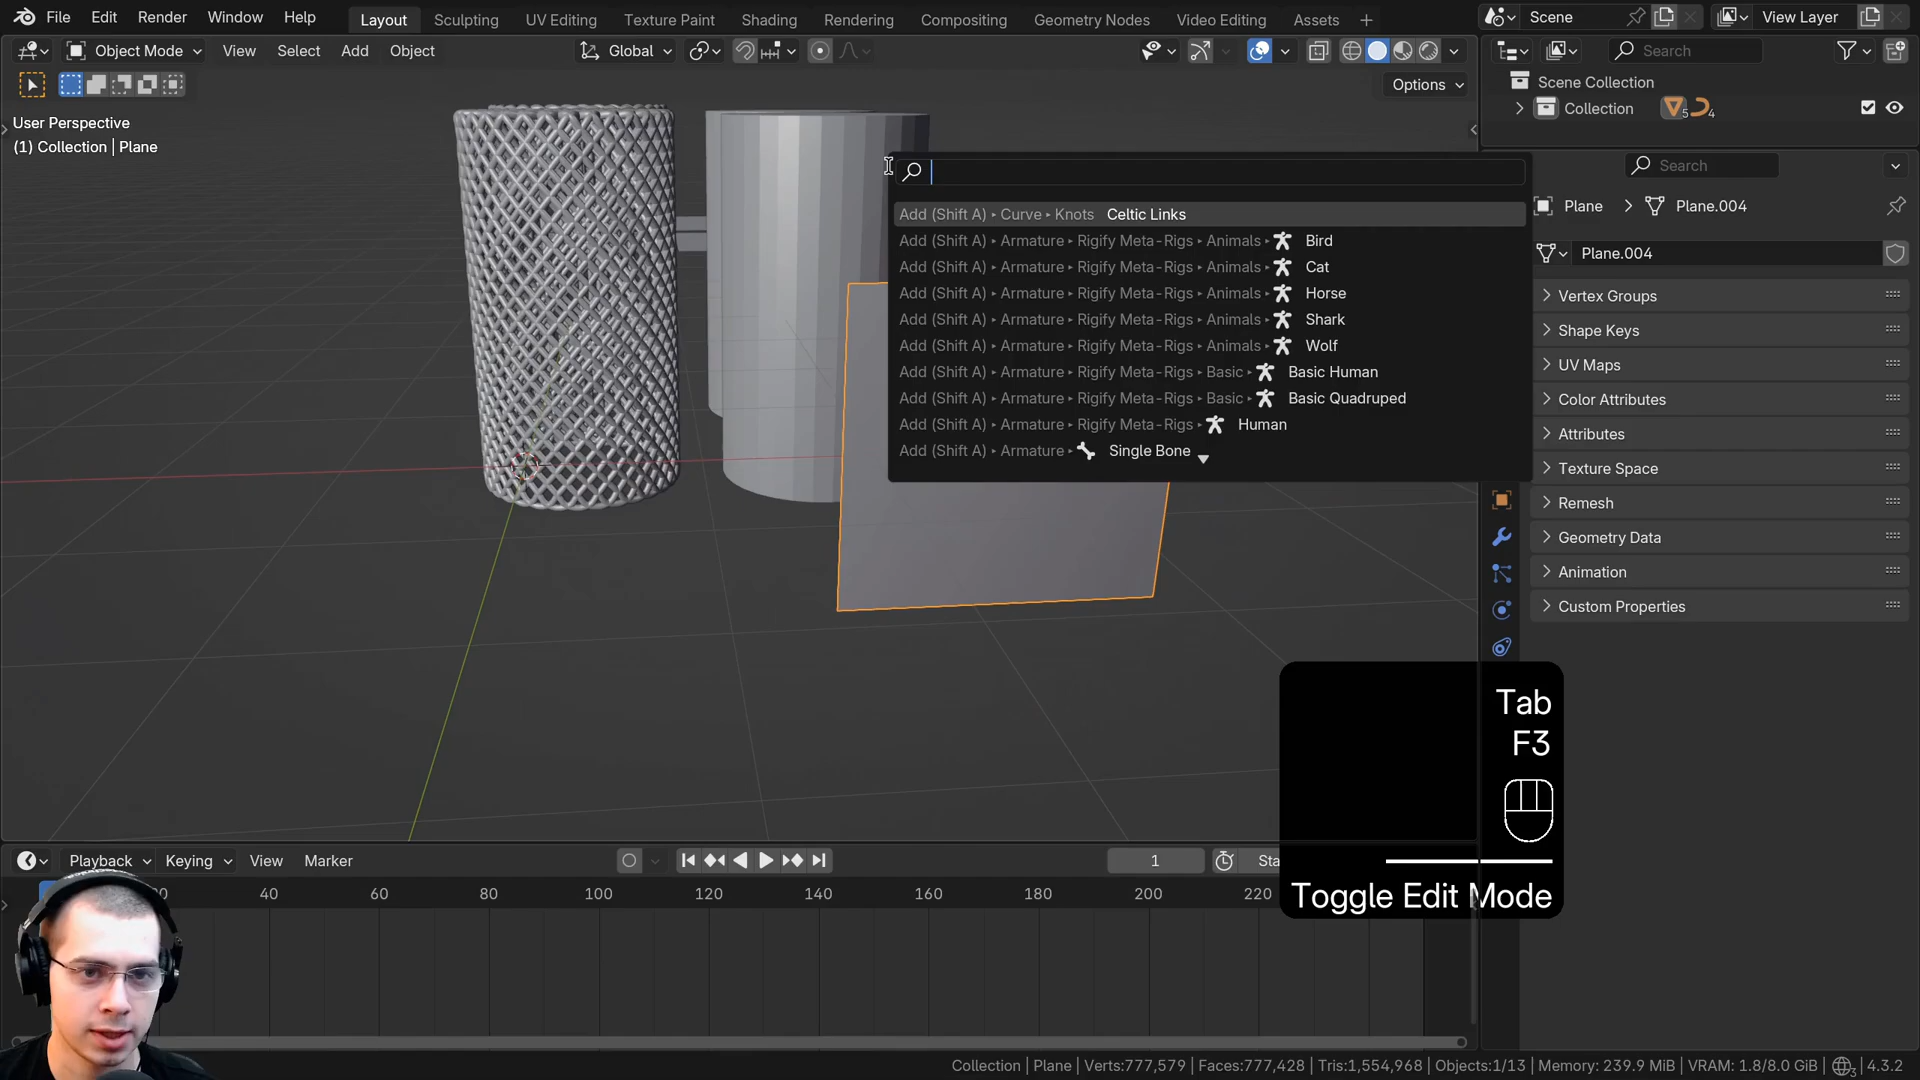 File Edit Render Window Help Layout Sculpting UV Editing Texture Paint Shading Animation Rendering Compositing Geometry Nodes Video Editing Assets + Scene View Layer
Object Mode View Select Add Object Global Search
Options
Scene Collection
Collection 5 4
User Perspective
(1) Collection | Plane
Search
Plane Plane.004
Plane.004
Add (Shift A) ▸ Curve ▸ Knots Celtic Links
Add (Shift A) ▸ Armature ▸ Rigify Meta-Rigs ▸ Animals ▸ Bird
Add (Shift A) ▸ Armature ▸ Rigify Meta-Rigs ▸ Animals ▸ Cat
Add (Shift A) ▸ Armature ▸ Rigify Meta-Rigs ▸ Animals ▸ Horse
Add (Shift A) ▸ Armature ▸ Rigify Meta-Rigs ▸ Animals ▸ Shark
Add (Shift A) ▸ Armature ▸ Rigify Meta-Rigs ▸ Animals ▸ Wolf
Add (Shift A) ▸ Armature ▸ Rigify Meta-Rigs ▸ Basic ▸ Basic Human
Add (Shift A) ▸ Armature ▸ Rigify Meta-Rigs ▸ Basic ▸ Basic Quadruped
Add (Shift A) ▸ Armature ▸ Rigify Meta-Rigs ▸ Human
Add (Shift A) ▸ Armature ▸ Single Bone
Vertex Groups
Shape Keys
UV Maps
Color Attributes
Attributes
Texture Space
Remesh
Geometry Data
Animation
Custom Properties
Tab
F3
Toggle Edit Mode
Playback Keying View Marker 1
40 60 80 100 120 140 160 180 200 220
Collection | Plane | Verts:777,579 | Faces:777,428 | Tris:1,554,968 | Objects:1/13 | Memory: 239.9 MiB | VRAM: 1.8/8.0 GiB | 3 4.3.2